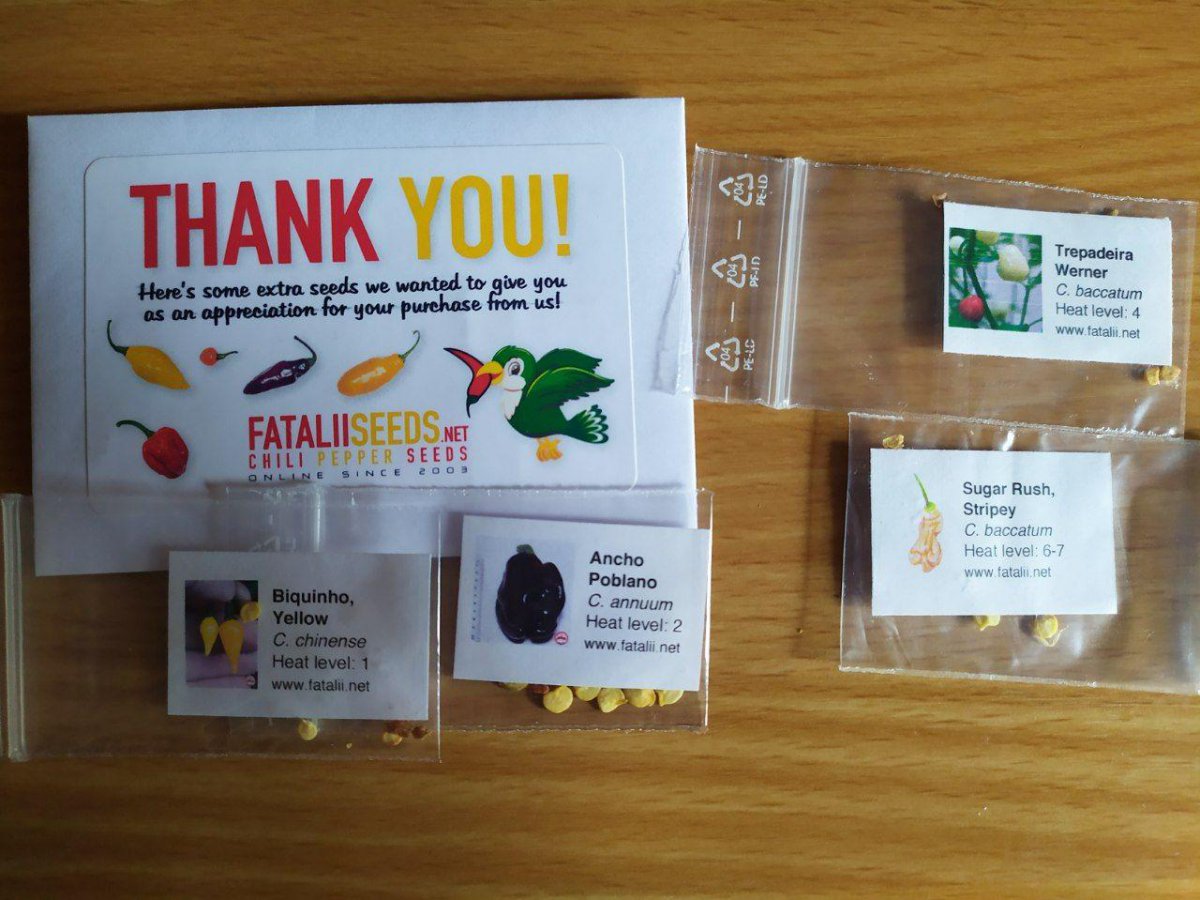 THANK YOU!
Here's some extra seeds we wanted to give you
as an appreciation for your purchase from us!
FATALIISEEDS.NET
CHILI PEPPER SEEDS
ONLINE SINCE 2003
04
PE-LD
04
PE-LD
04
Trepadeira
Werner
C. baccatum
Heat level: 4
www.fatalii.net
Sugar Rush,
Stripey
C. baccatum
Heat level: 6-7
www.fatalii.net
Biquinho,
Yellow
C. chinense
Heat level: 1
www.fatalii.net
Ancho
Poblano
C. annuum
Heat level: 2
www.fatalii.net